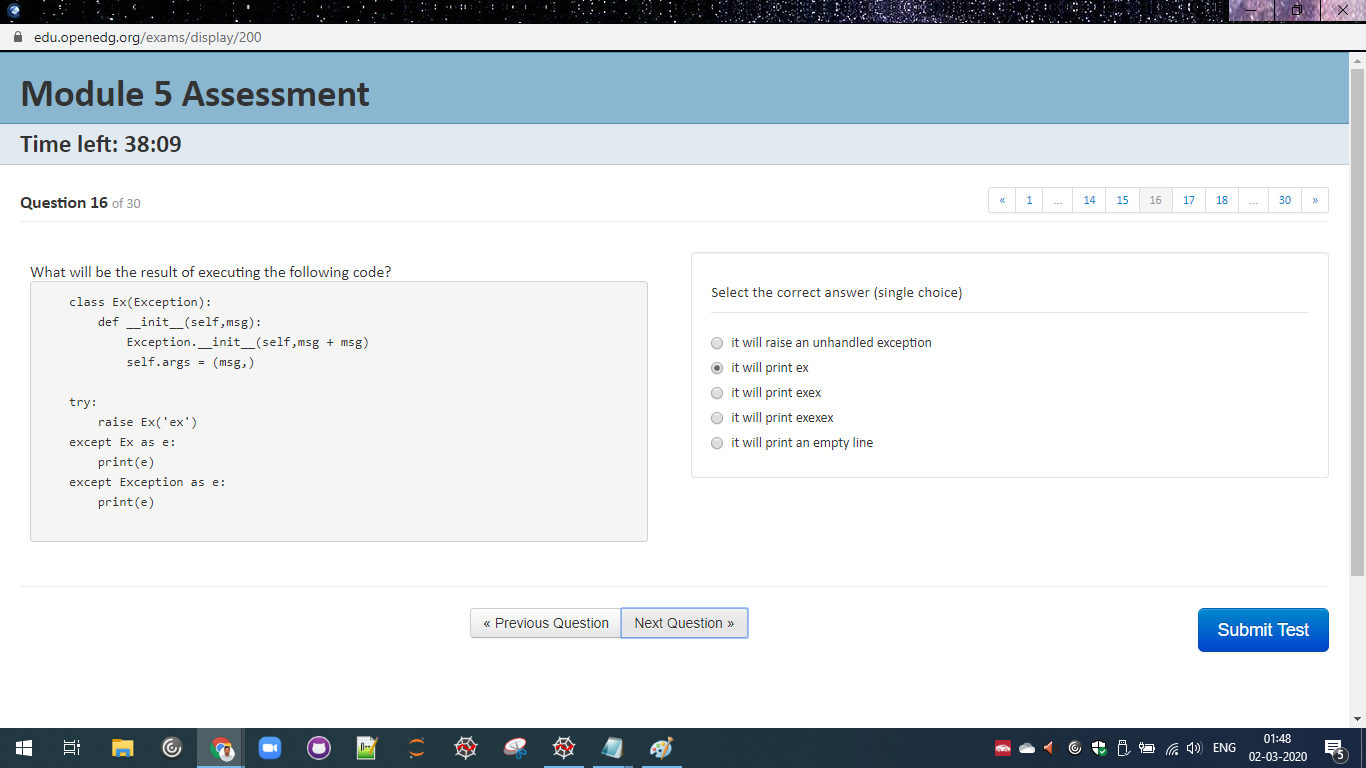 edu.openedg.org/exams/display/200
Module 5 Assessment
Time left: 38:09
Question 16 of 30
« 1 ... 14 15 16 17 18 ... 30 »
What will be the result of executing the following code?
class Ex(Exception):
    def __init__(self,msg):
        Exception.__init__(self,msg + msg)
        self.args = (msg,)
try:
    raise Ex('ex')
except Ex as e:
    print(e)
except Exception as e:
    print(e)
Select the correct answer (single choice)
it will raise an unhandled exception
it will print ex
it will print exex
it will print exexex
it will print an empty line
« Previous Question
Next Question »
Submit Test
ENG
01:48
02-03-2020
5